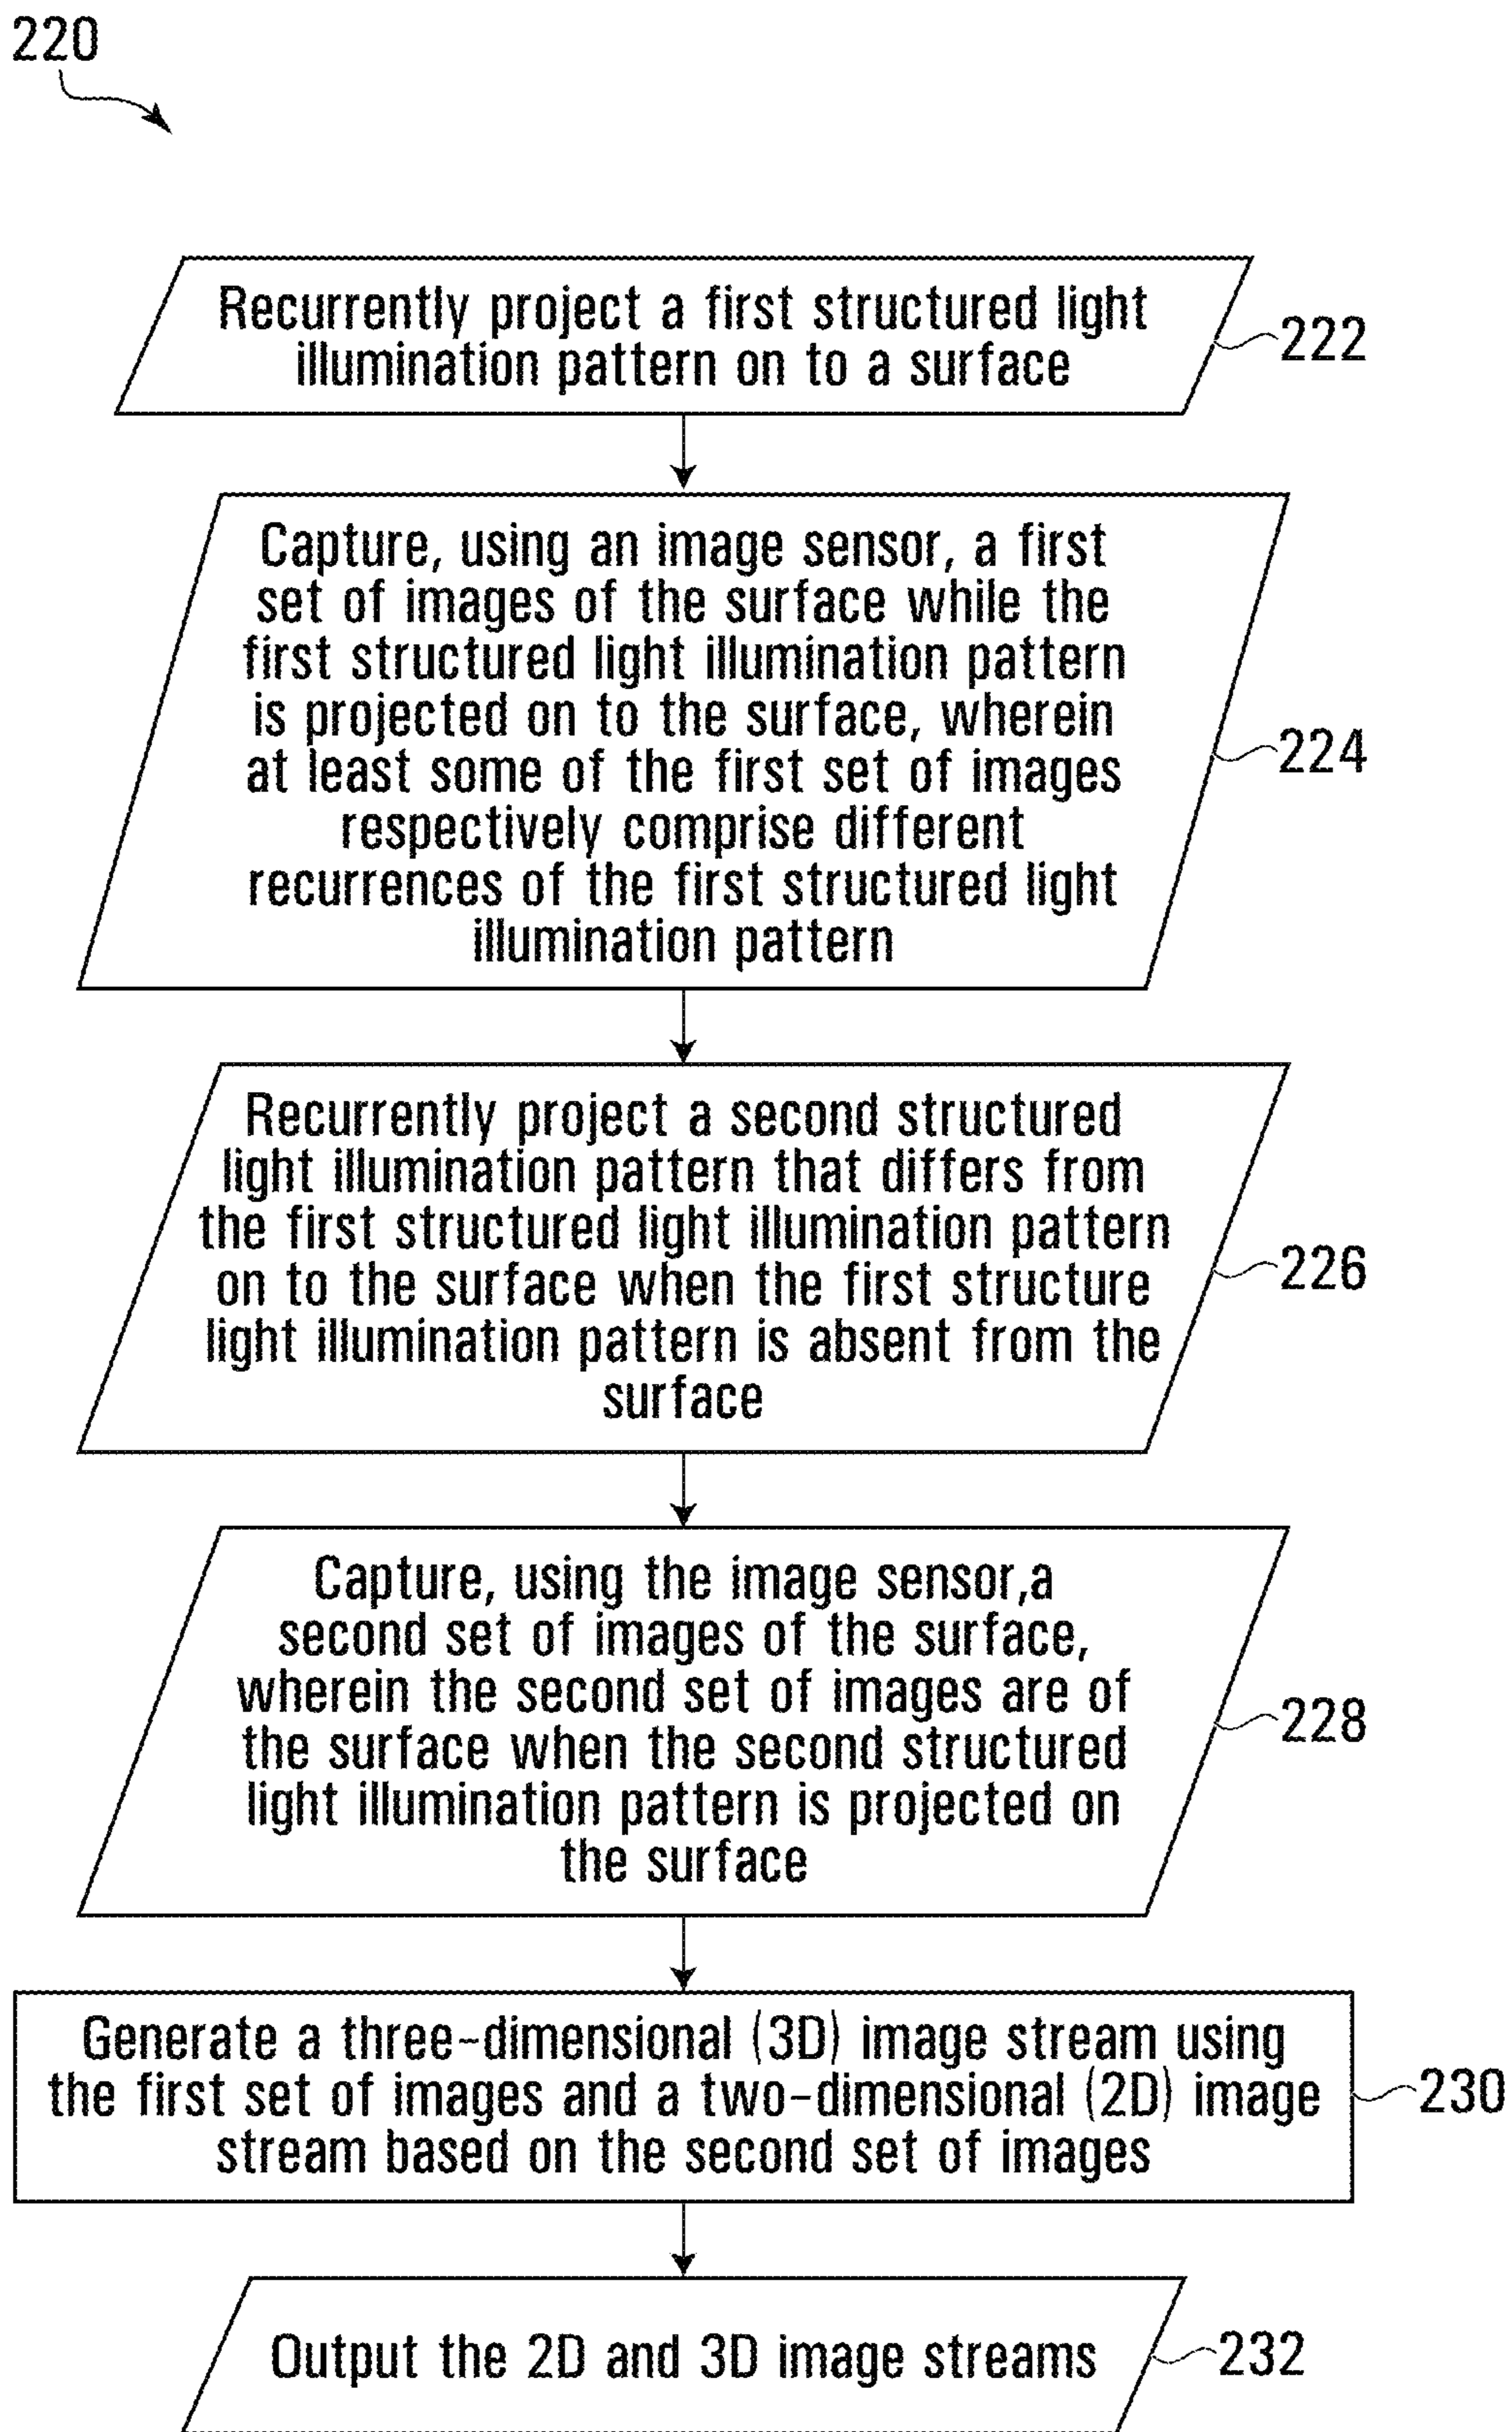 220
Recurrently project a first structured light
illumination pattern on to a surface
222
Capture, using an image sensor, a first
set of images of the surface while the
first structured light illumination pattern
is projected on to the surface, wherein
at least some of the first set of images
respectively comprise different
recurrences of the first structured light
illumination pattern
224
Recurrently project a second structured
light illumination pattern that differs from
the first structured light illumination pattern
on to the surface when the first structure
light illumination pattern is absent from the
surface
226
Capture, using the image sensor,a
second set of images of the surface,
wherein the second set of images are of
the surface when the second structured
light illumination pattern is projected on
the surface
228
Generate a three-dimensional (3D) image stream using
the first set of images and a two-dimensional (2D) image
stream based on the second set of images
230
Output the 2D and 3D image streams
232